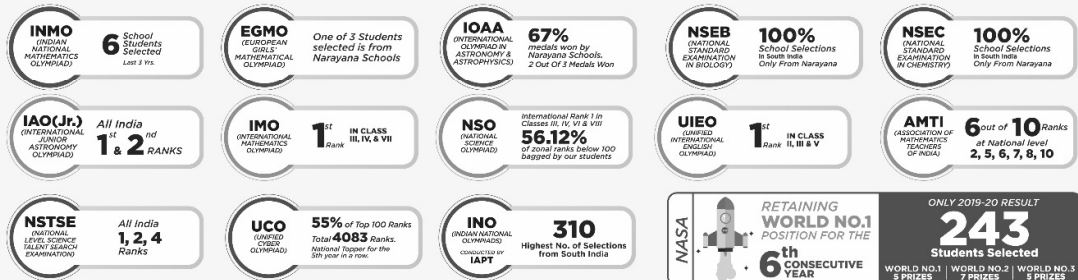 INMO
(INDIAN
NATIONAL
MATHEMATICS
OLYMPIAD)
6 School
Students
Selected
Last 3 Yrs.
EGMO
(EUROPEAN
GIRLS'
MATHEMATICAL
OLYMPIAD)
One of 3 Students
selected is from
Narayana Schools
IOAA
(INTERNATIONAL
OLYMPIAD IN
ASTRONOMY &
ASTROPHYSICS)
67%
medals won by
Narayana Schools.
2 Out Of 3 Medals Won
NSEB
(NATIONAL
STANDARD
EXAMINATION
IN BIOLOGY)
100%
School Selections
in South India
Only From Narayana
NSEC
(NATIONAL
STANDARD
EXAMINATION
IN CHEMISTRY)
100%
School Selections
in South India
Only From Narayana
IAO(Jr.)
(INTERNATIONAL
JUNIOR
ASTRONOMY
OLYMPIAD)
All India
1st & 2nd RANKS
IMO
(INTERNATIONAL
MATHEMATICS
OLYMPIAD)
1st Rank
IN CLASS
III, IV, & VII
NSO
(NATIONAL
SCIENCE
OLYMPIAD)
International Rank 1 in
Classes III, IV, VI & VIII
56.12%
of zonal ranks below 100
bagged by our students
UIEO
(UNIFIED
INTERNATIONAL
ENGLISH
OLYMPIAD)
1st Rank
IN CLASS
II, III & V
AMTI
(ASSOCIATION OF
MATHEMATICS
TEACHERS
OF INDIA)
6 out of 10 Ranks
at National level
2, 5, 6, 7, 8, 10
NSTSE
(NATIONAL
LEVEL SCIENCE
TALENT SEARCH
EXAMINATION)
All India
1, 2, 4
Ranks
UCO
(UNIFIED
CYBER
OLYMPIAD)
55% of Top 100 Ranks
Total 4083 Ranks.
National Topper for the
5th year in a row.
INO
(INDIAN NATIONAL
OLYMPIADS)
CONDUCTED BY
IAPT
310
Highest No. of Selections
from South India
NASA
RETAINING
WORLD NO.1
POSITION FOR THE
6th CONSECUTIVE
YEAR
ONLY 2019-20 RESULT
243
Students Selected
WORLD NO.1 | WORLD NO.2 | WORLD NO.3
5 PRIZES | 7 PRIZES | 5 PRIZES